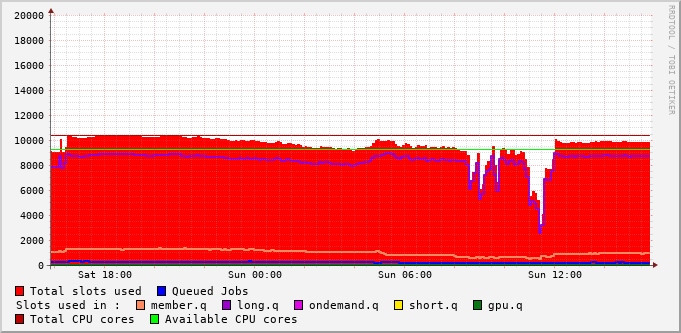 20000
18000
16000
14000
12000
10000
8000
6000
4000
2000
0
Sat 18:00 Sun 00:00 Sun 06:00 Sun 12:00
RRDTOOL / TOBI OETIKER
Total slots used Queued Jobs
Slots used in : member.q long.q ondemand.q short.q gpu.q
Total CPU cores Available CPU cores